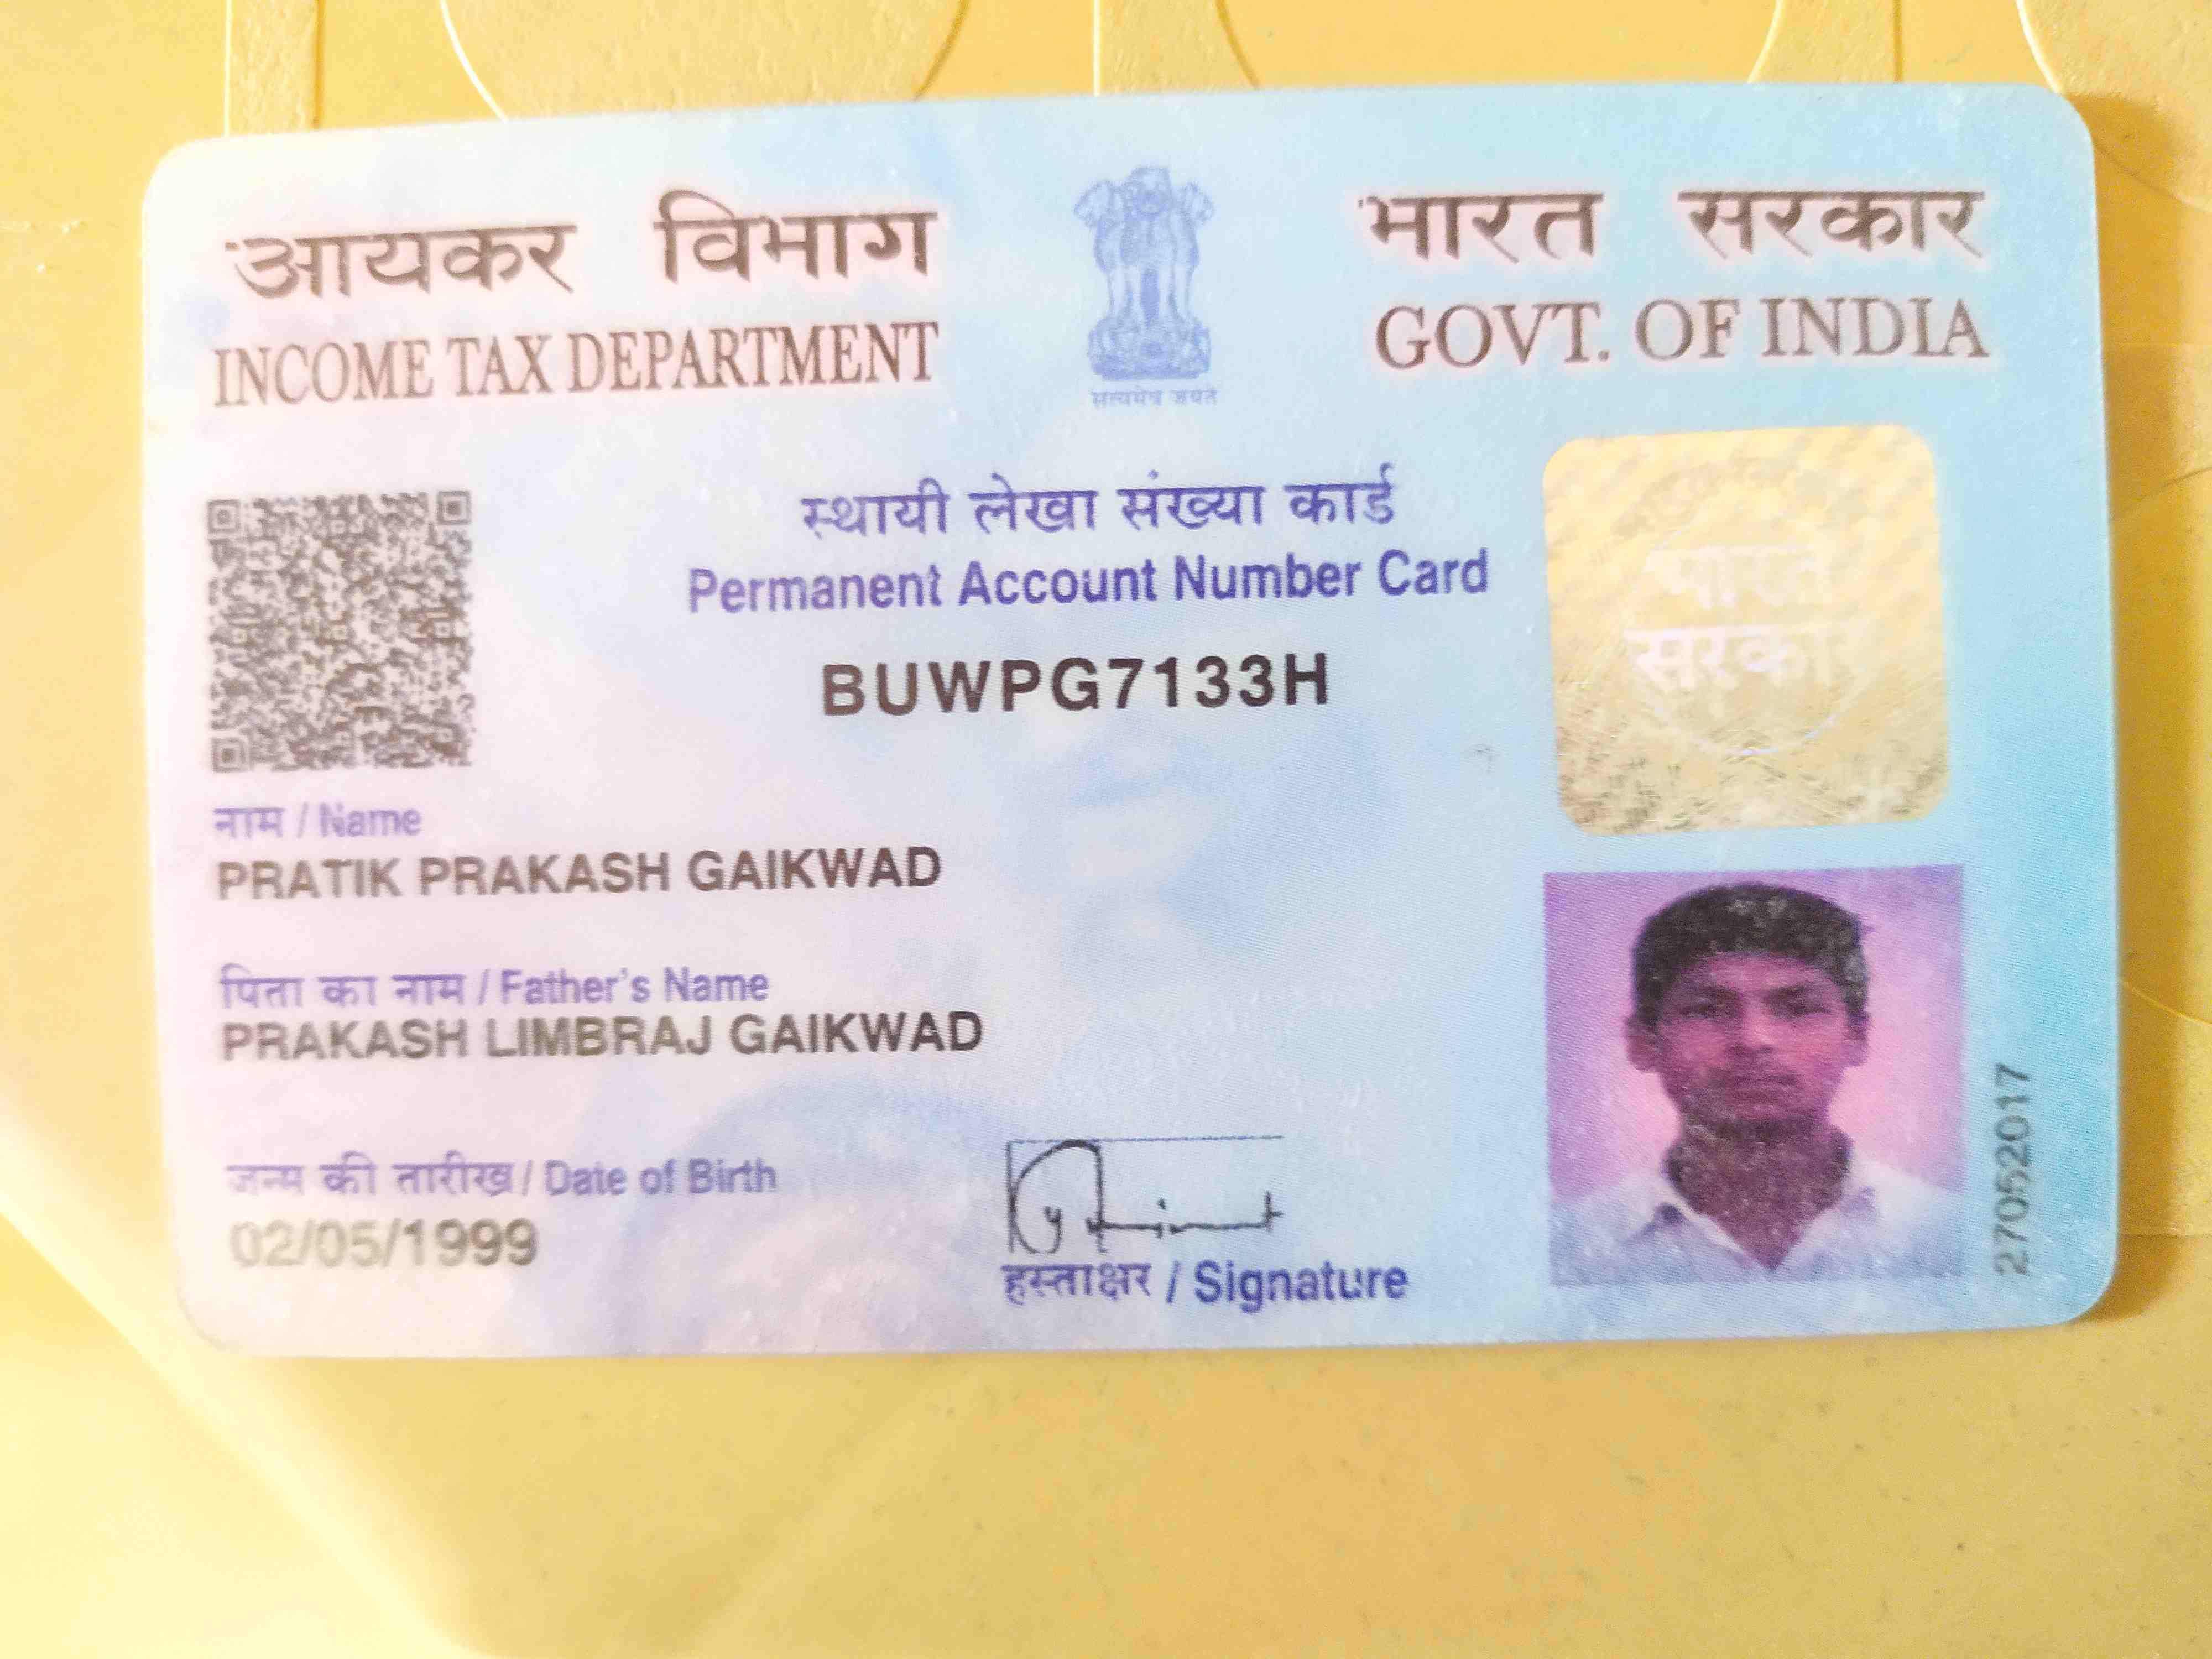 आयकर विभाग
INCOME TAX DEPARTMENT
सत्यमेव जयते
भारत सरकार
GOVT. OF INDIA
स्थायी लेखा संख्या कार्ड
Permanent Account Number Card
BUWPG7133H
भारत
सरकार
नाम / Name
PRATIK PRAKASH GAIKWAD
पिता का नाम / Father's Name
PRAKASH LIMBRAJ GAIKWAD
जन्म की तारीख / Date of Birth
02/05/1999
हस्ताक्षर / Signature
27052017